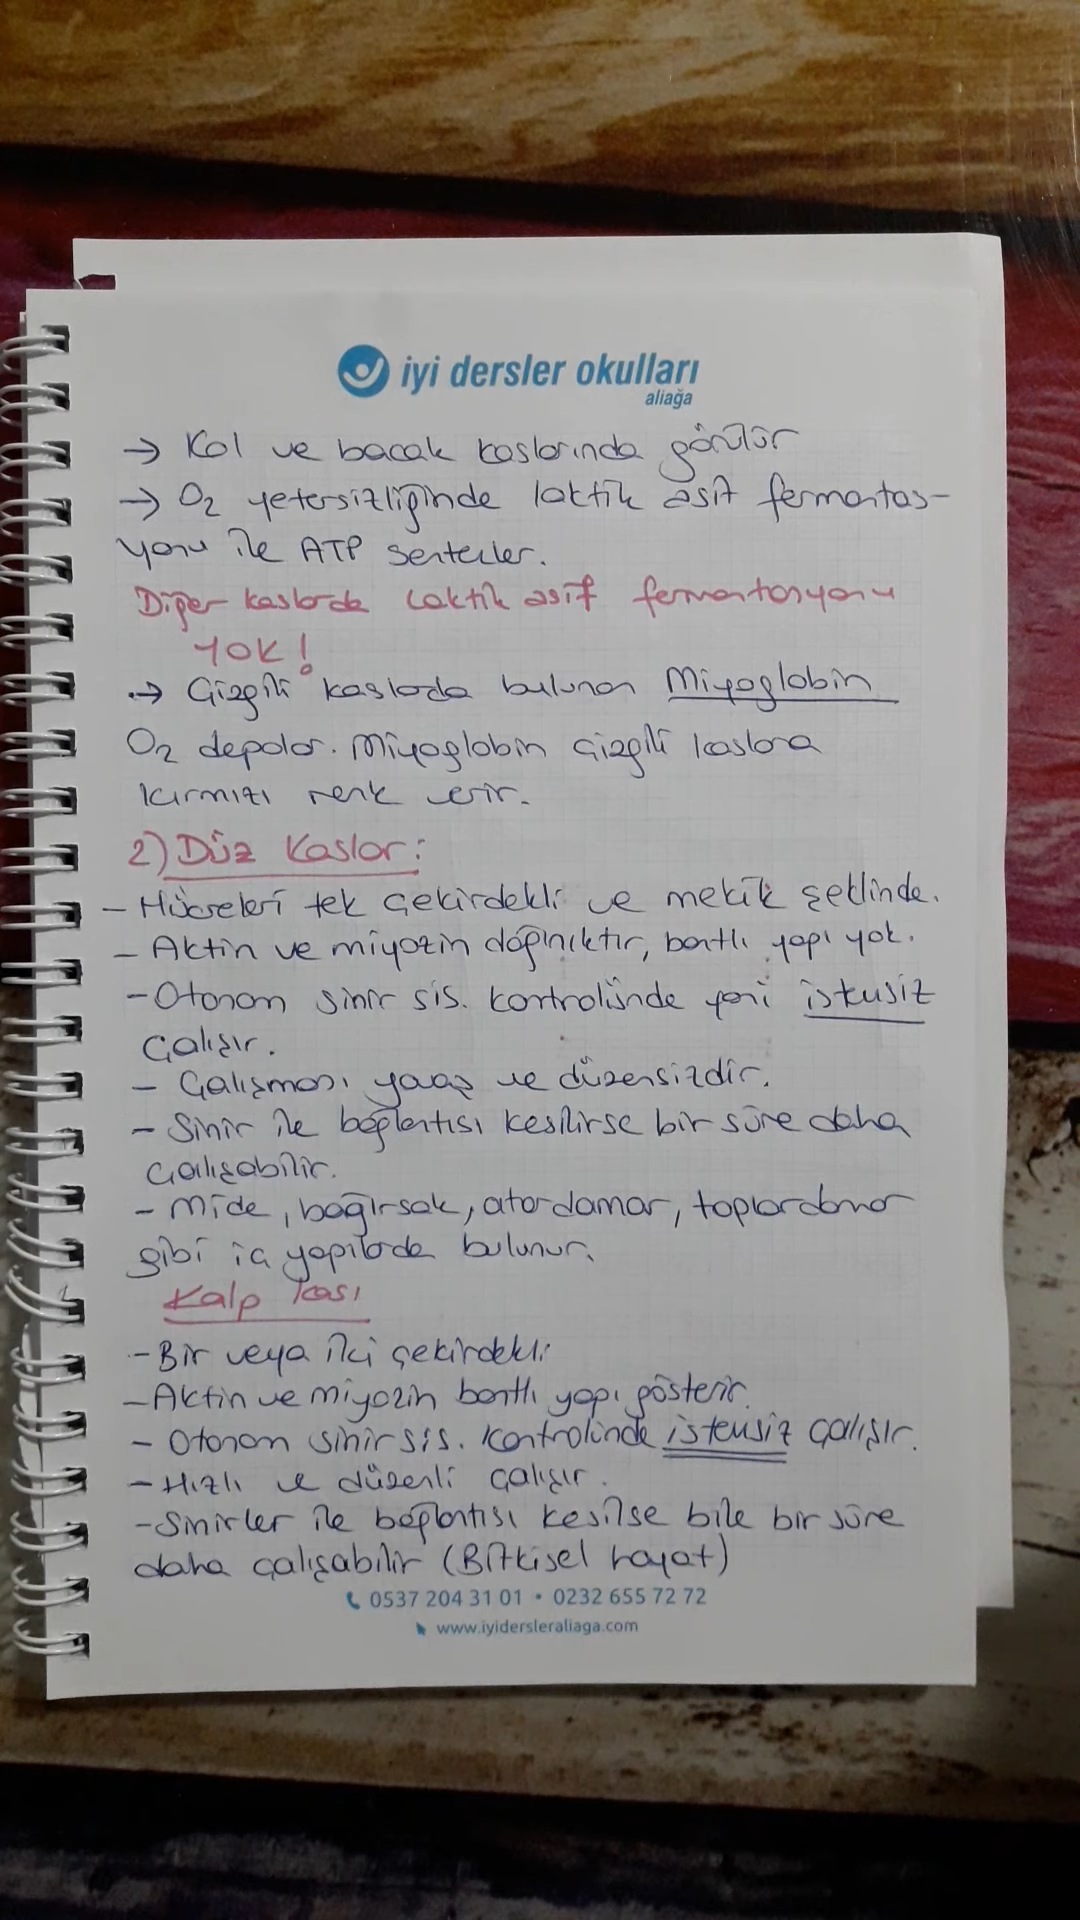 iyi dersler okulları
aliağa
→ Kol ve bacak kaslarında görülür
→ O2 yetersizliğinde laktik asit fermantas-
yonu ile ATP sentezler.
Diğer kaslarda laktik asit fermantasyonu
YOK!
→ Çizgili kaslarda bulunan Miyoglobin
O2 depolar. Miyoglobin çizgili kaslara
kırmızı renk verir.
2) Düz Kaslar:
- Hücreleri tek çekirdekli ve mekik şeklinde.
- Aktin ve miyozin dağınıktır, bantlı yapı yok.
- Otonom sinir sis. kontrolünde yani istemsiz
çalışır.
- Çalışması yavaş ve düzensizdir.
- Sinir ile bağlantısı kesilirse bir süre daha
çalışabilir.
- Mide, bağırsak, atardamar, toplardamar
gibi iç yapılarda bulunur.
Kalp kası
- Bir veya iki çekirdekli
- Aktin ve miyozin bantlı yapı gösterir.
- Otonom sinir sis. kontrolünde istemsiz çalışır.
- Hızlı ve düzenli çalışır.
- Sinirler ile bağlantısı kesilse bile bir süre
daha çalışabilir (Bitkisel hayat)
0537 204 31 01 • 0232 655 72 72
www.iyidersleraliaga.com